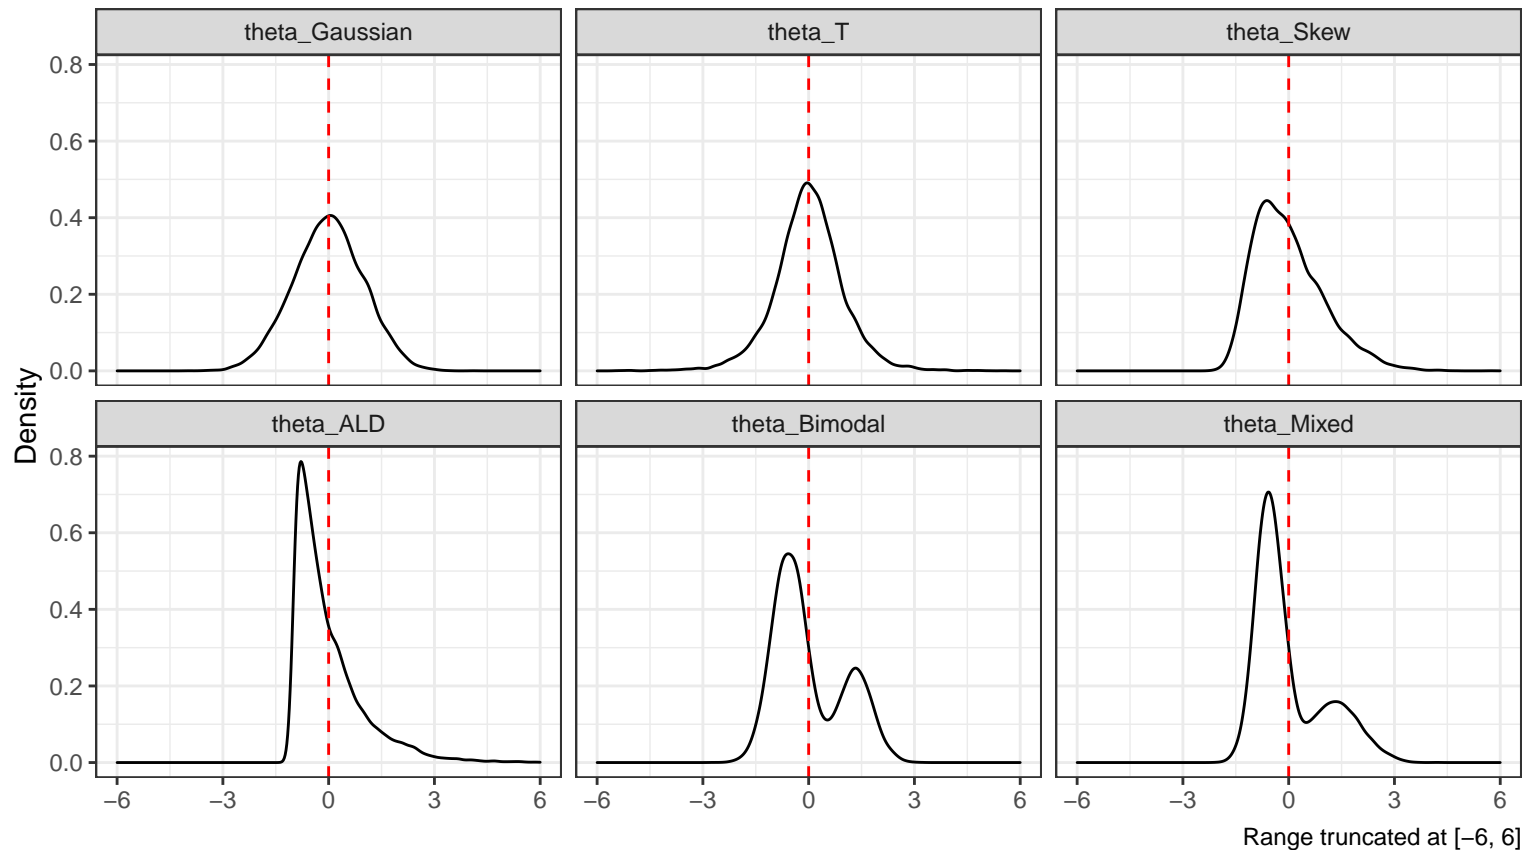 theta_Gaussian
theta_T
theta_Skew
0.8
0.6
0.4
0.2
0.0
Density
theta_ALD
theta_Bimodal
theta_Mixed
0.8
0.6
0.4
0.2
0.0
−6 −3 0 3 6
−6 −3 0 3 6
−6 −3 0 3 6
Range truncated at [−6, 6]